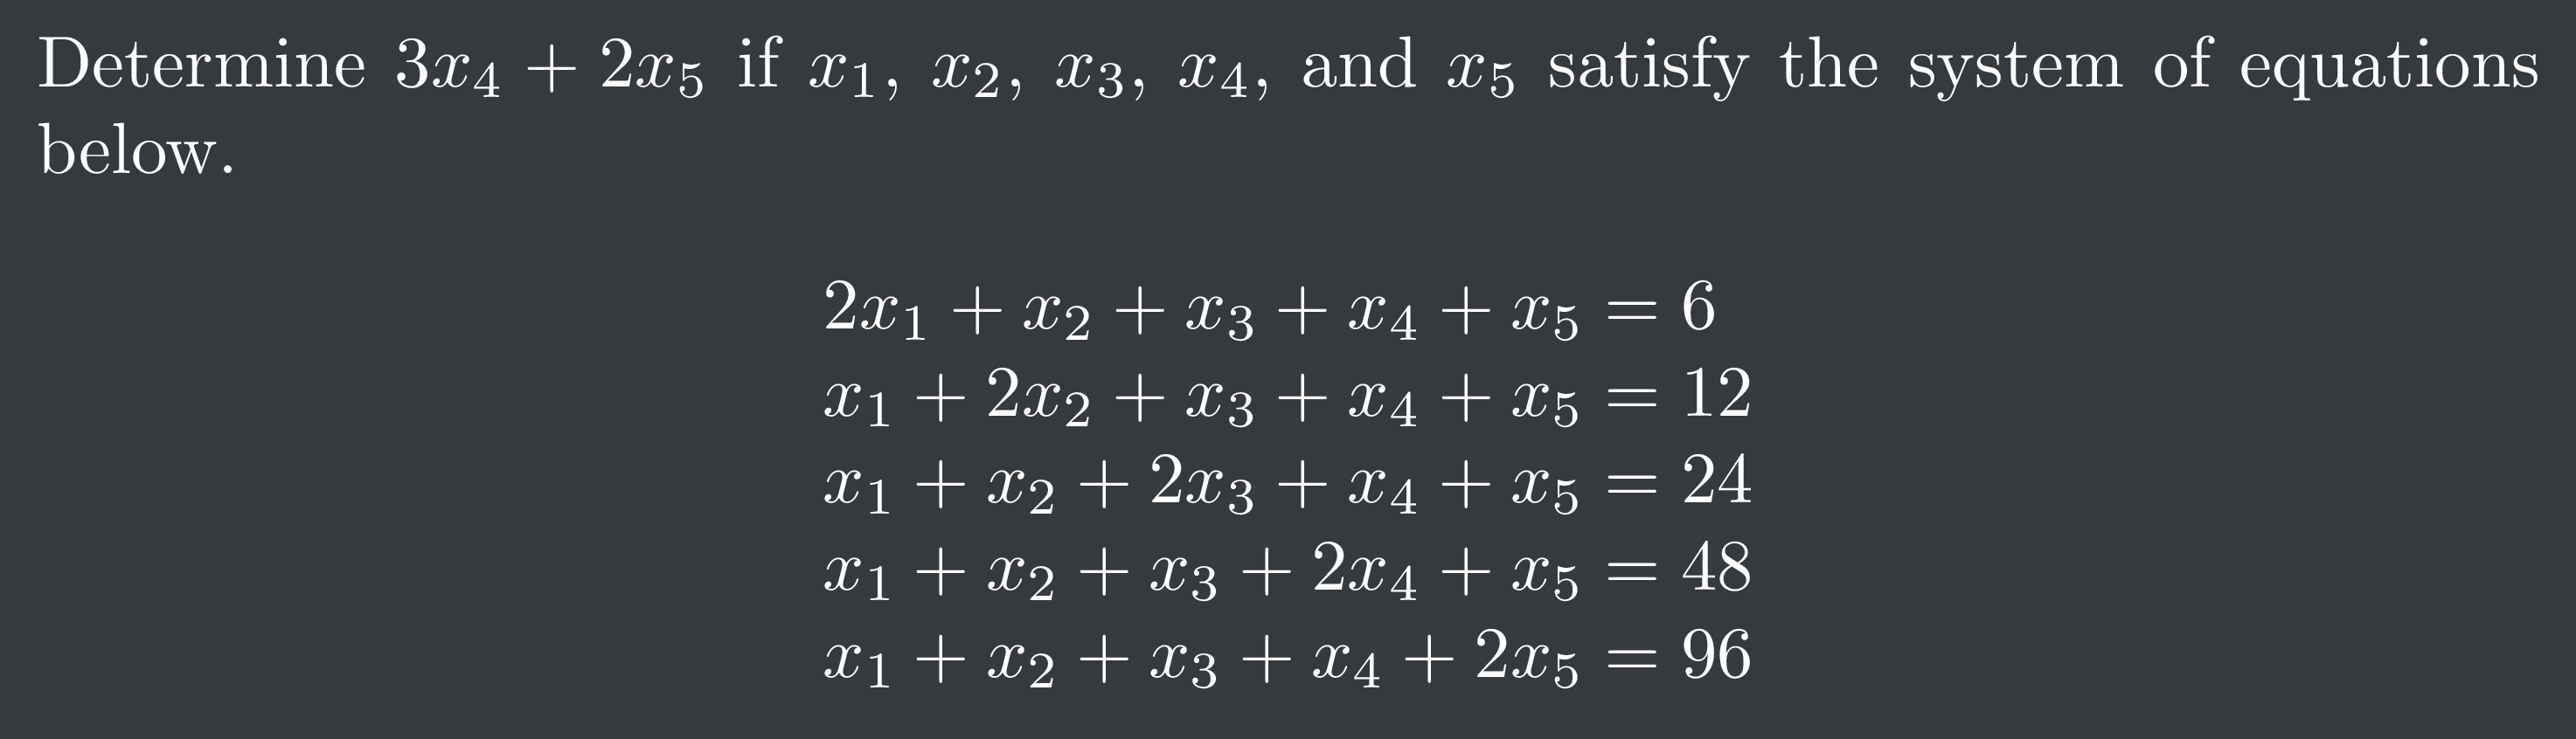 Determine 3x₄ + 2x₅ if x₁, x₂, x₃, x₄, and x₅ satisfy the system of equations
below.
2x₁ + x₂ + x₃ + x₄ + x₅ = 6
x₁ + 2x₂ + x₃ + x₄ + x₅ = 12
x₁ + x₂ + 2x₃ + x₄ + x₅ = 24
x₁ + x₂ + x₃ + 2x₄ + x₅ = 48
x₁ + x₂ + x₃ + x₄ + 2x₅ = 96